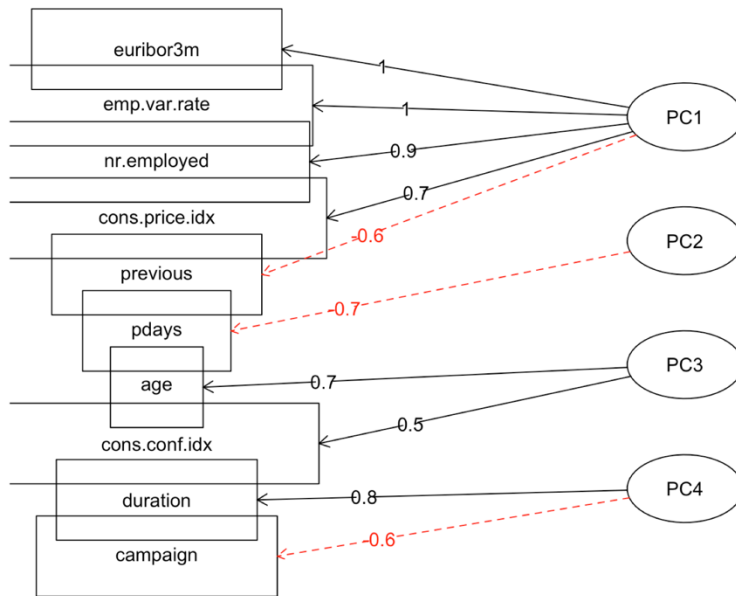 euribor3m
1
emp.var.rate
1
PC1
nr.employed
0.9
0.7
cons.price.idx
-0.6
PC2
previous
-0.7
pdays
PC3
age
0.7
0.5
cons.conf.idx
PC4
duration
0.8
-0.6
campaign